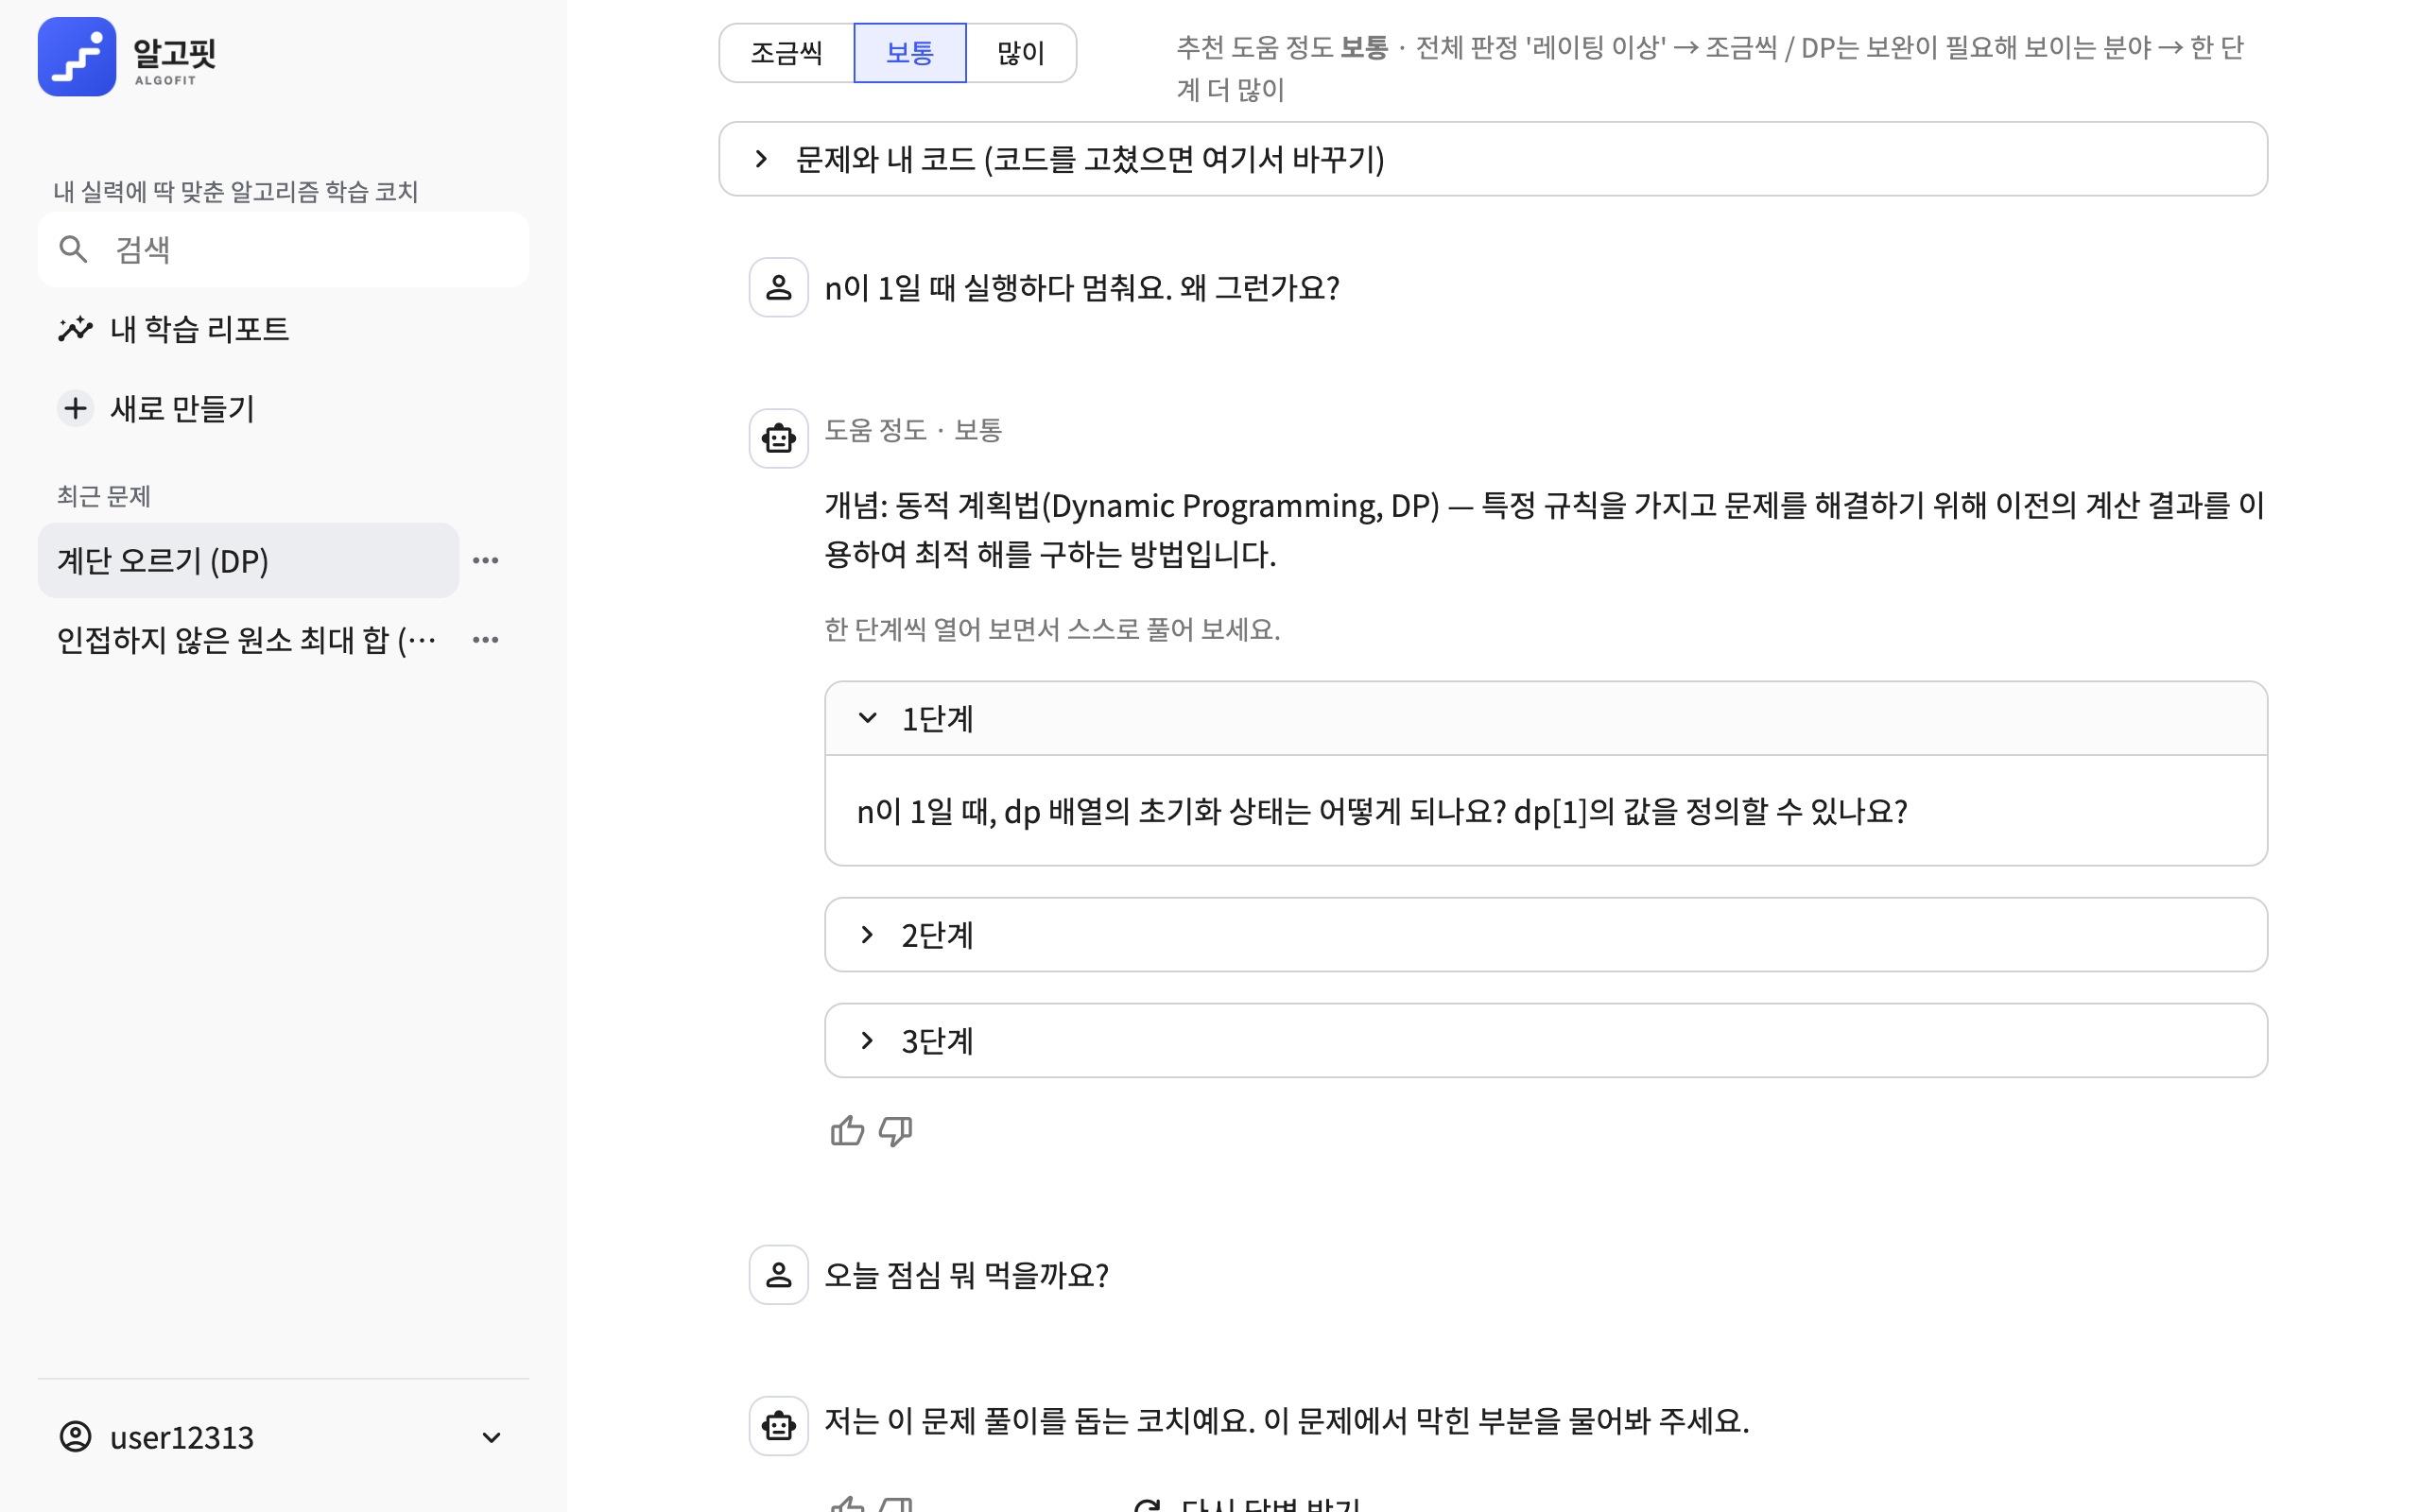 알고핏
ALGOFIT
내 실력에 딱 맞춘 알고리즘 학습 코치
검색
내 학습 리포트
새로 만들기
최근 문제
계단 오르기 (DP)
인접하지 않은 원소 최대 합 (…
user12313
조금씩
보통
많이
추천 도움 정도 보통 · 전체 판정 '레이팅 이상' → 조금씩 / DP는 보완이 필요해 보이는 분야 → 한 단
계 더 많이
문제와 내 코드 (코드를 고쳤으면 여기서 바꾸기)
n이 1일 때 실행하다 멈춰요. 왜 그런가요?
도움 정도 · 보통
개념: 동적 계획법(Dynamic Programming, DP) — 특정 규칙을 가지고 문제를 해결하기 위해 이전의 계산 결과를 이
용하여 최적 해를 구하는 방법입니다.
한 단계씩 열어 보면서 스스로 풀어 보세요.
1단계
n이 1일 때, dp 배열의 초기화 상태는 어떻게 되나요? dp[1]의 값을 정의할 수 있나요?
2단계
3단계
오늘 점심 뭐 먹을까요?
저는 이 문제 풀이를 돕는 코치예요. 이 문제에서 막힌 부분을 물어봐 주세요.
다시 답변 받기